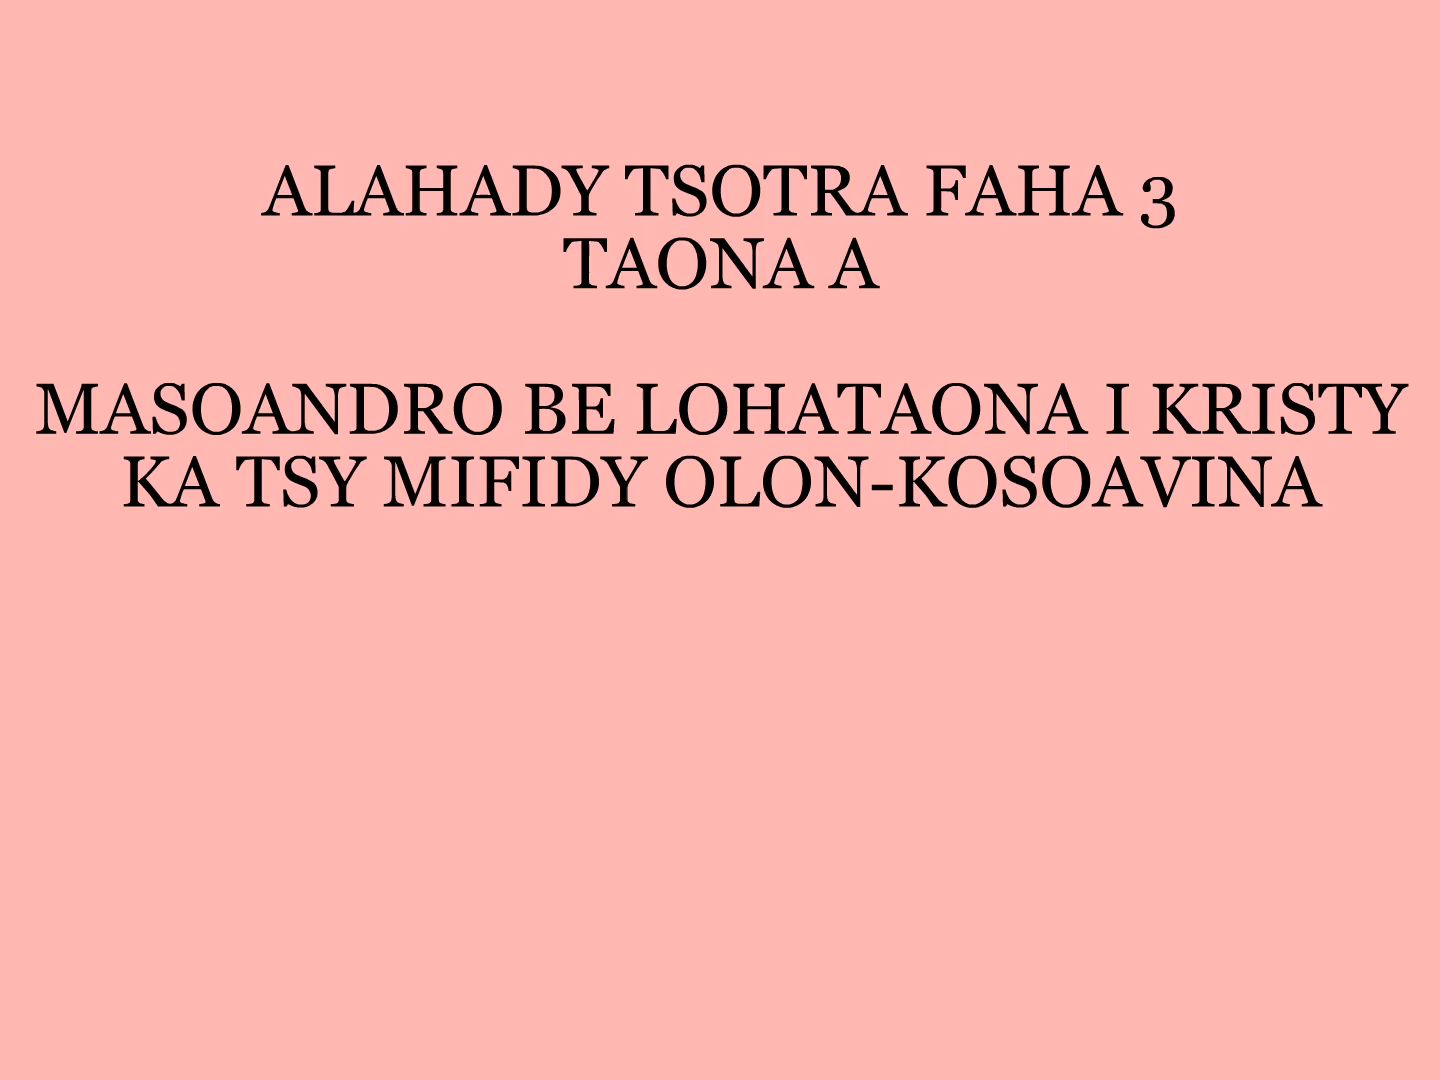 ALAHADY TSOTRA FAHA 3
TAONA A
MASOANDRO BE LOHATAONA I KRISTY
KA TSY MIFIDY OLON-KOSOAVINA